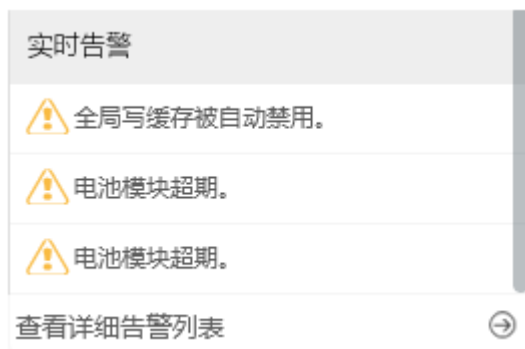 实时告警
全局写缓存被自动禁用。
电池模块超期。
电池模块超期。
查看详细告警列表